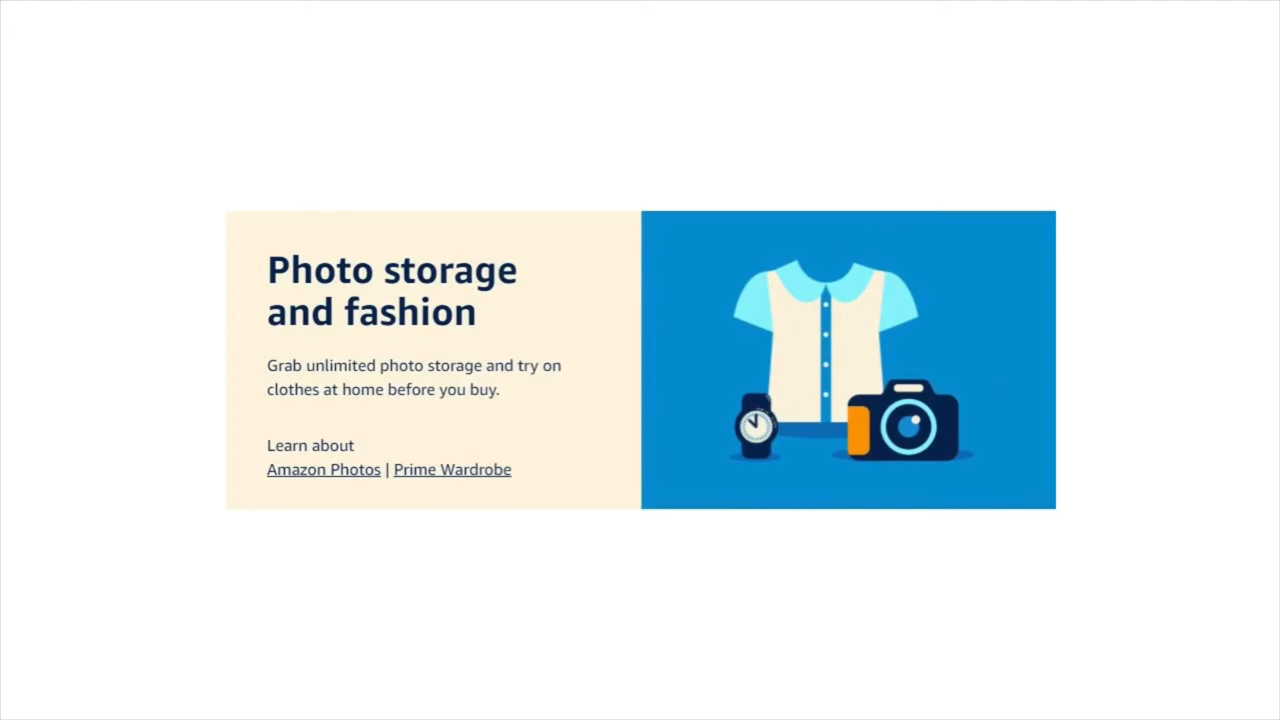 Photo storage
and fashion
Grab unlimited photo storage and try on
clothes at home before you buy.
Learn about
Amazon Photos | Prime Wardrobe